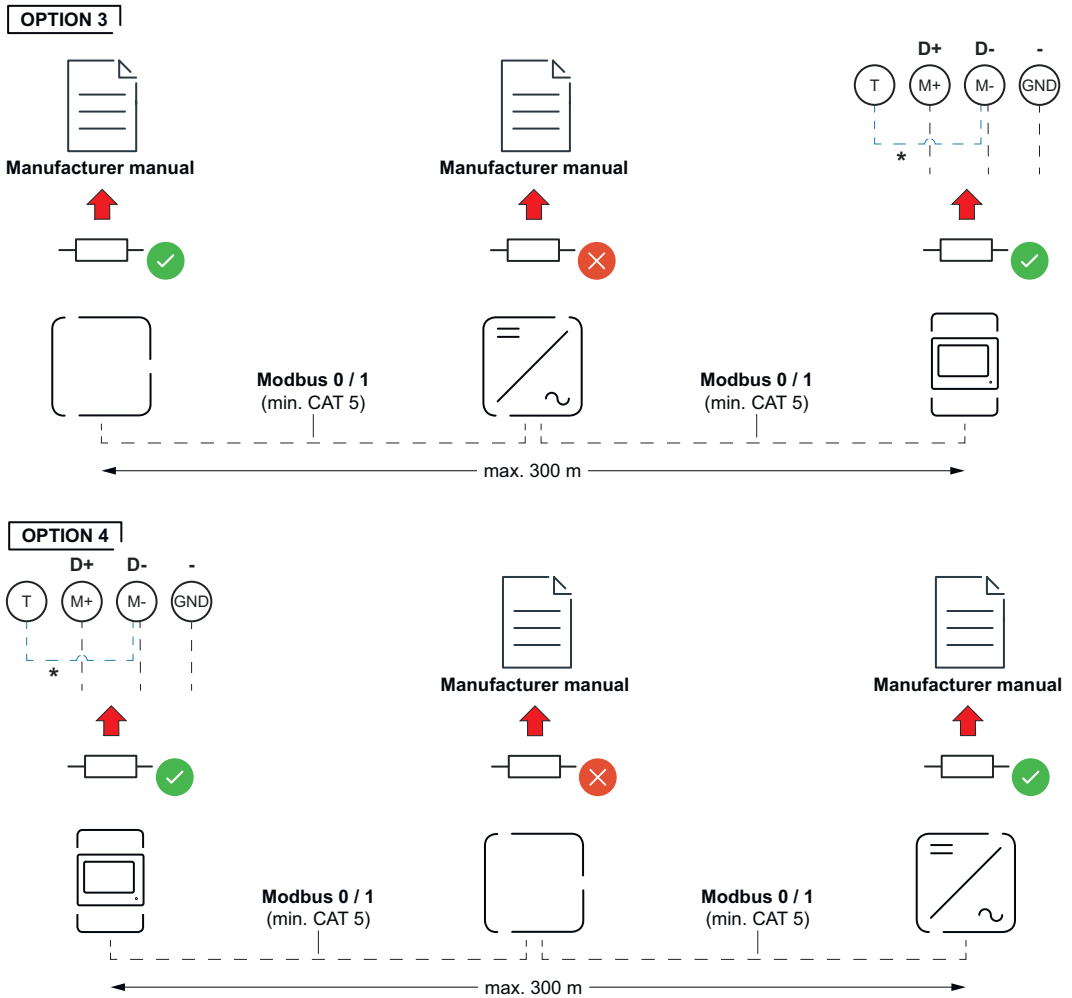 OPTION 3
D+ D- -
T M+ M- GND
*
Manufacturer manual
Manufacturer manual
Modbus 0 / 1
(min. CAT 5)
Modbus 0 / 1
(min. CAT 5)
max. 300 m
OPTION 4
D+ D- -
T M+ M- GND
*
Manufacturer manual
Manufacturer manual
Modbus 0 / 1
(min. CAT 5)
Modbus 0 / 1
(min. CAT 5)
max. 300 m